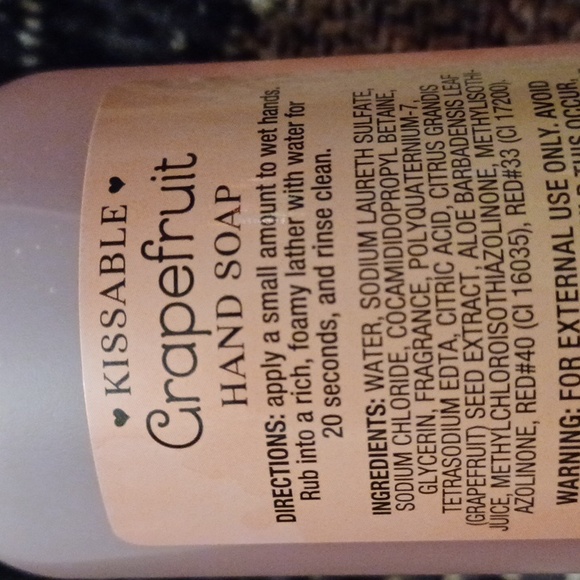 ♥ KISSABLE ♥
Grapefruit
HAND SOAP
DIRECTIONS: apply a small amount to wet hands.
Rub into a rich, foamy lather with water for
20 seconds, and rinse clean.
INGREDIENTS: WATER, SODIUM LAURETH SULFATE,
SODIUM CHLORIDE, COCAMIDIDOPROPYL BETAINE,
GLYCERIN, FRAGRANCE, POLYQUATERNIUM-7,
TETRASODIUM EDTA, CITRIC ACID, CITRUS GRANDIS
(GRAPEFRUIT) SEED EXTRACT, ALOE BARBADENSIS LEAF
JUICE, METHYLCHLOROISOTHIAZOLINONE, METHYLISOTHI-
AZOLINONE, RED#40 (CI 16035), RED#33 (CI 17200).
WARNING: FOR EXTERNAL USE ONLY. AVOID
THIS OCCUR,